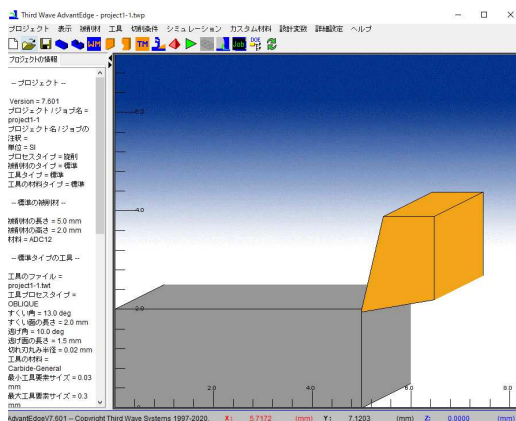 Third Wave AdvantEdge - project1-1.twp
プロジェクト 表示 被削材 工具 切削条件 シミュレーション カスタム材料 設計変数 詳細設定 ヘルプ
WM TM Job DOE
プロジェクトの情報
-- プロジェクト --
Version = 7.601
プロジェクト / ジョブ名 =
project1-1
プロジェクト名 / ジョブの
注釈 =
単位 = SI
プロセスタイプ = 旋削
被削材のタイプ = 標準
工具タイプ = 標準
工具の材料タイプ = 標準
-- 標準の被削材 --
被削材の長さ = 5.0 mm
被削材の高さ = 2.0 mm
材料 = ADC12
-- 標準タイプの工具 --
工具のファイル =
project1-1.twt
工具プロセスタイプ =
OBLIQUE
すくい角 = 13.0 deg
すくい面の長さ = 2.0 mm
逃げ角 = 10.0 deg
逃げ面の長さ = 1.5
mm
切れ刃丸み半径 = 0.02 mm
工具の材料 =
Carbide-General
最小工具要素サイズ = 0.03
mm
最大工具要素サイズ = 0.3
mm
6.0
4.0
2.0
2.0 4.0 6.0 8.0
AdvantEdgeV7.601 -- Copyright Third Wave Systems 1997-2020. X: 5.7172 (mm) Y: 7.1203 (mm) Z: 0.0000 (mm)